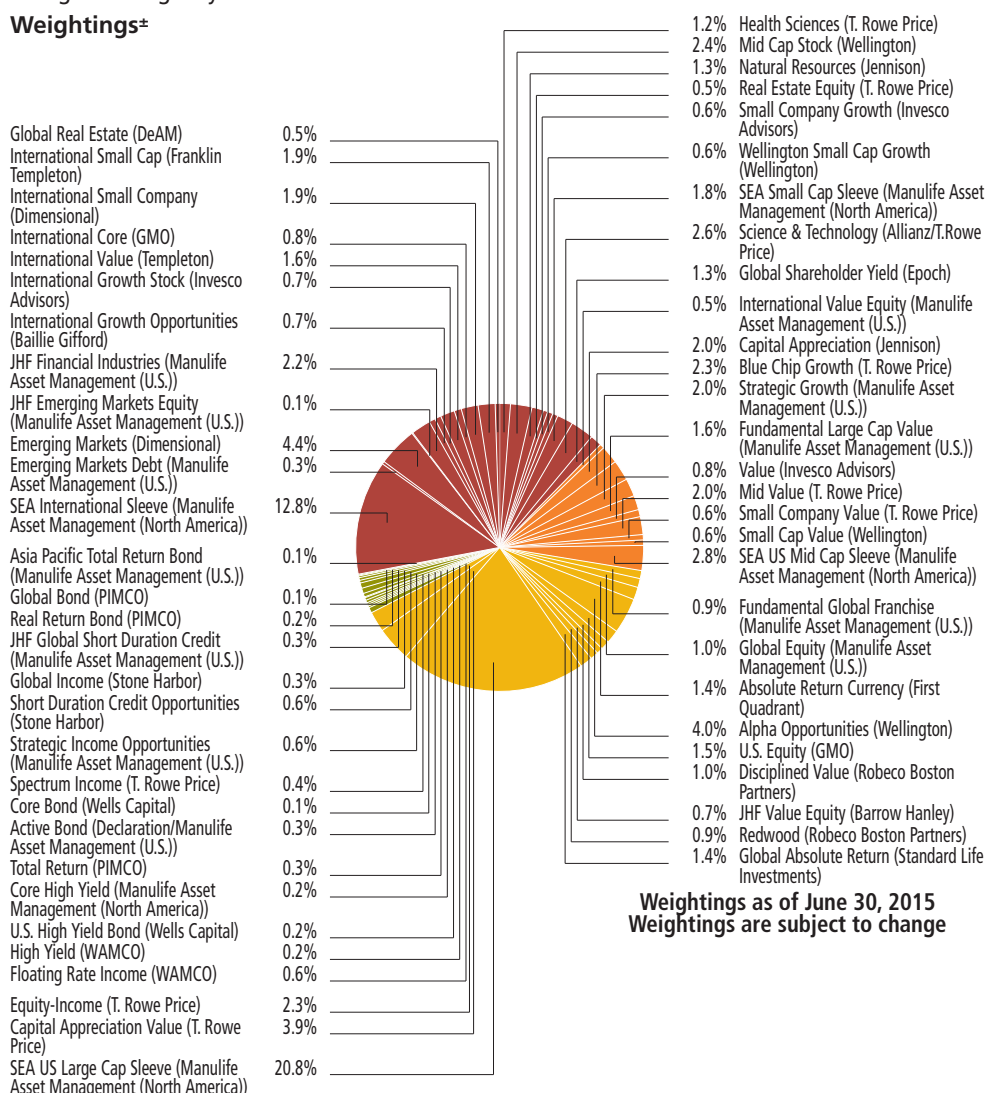 Weightings±
Global Real Estate (DeAM) 0.5%
International Small Cap (Franklin 1.9%
Templeton)
International Small Company 1.9%
(Dimensional)
International Core (GMO) 0.8%
International Value (Templeton) 1.6%
International Growth Stock (Invesco 0.7%
Advisors)
International Growth Opportunities 0.7%
(Baillie Gifford)
JHF Financial Industries (Manulife 2.2%
Asset Management (U.S.))
JHF Emerging Markets Equity 0.1%
(Manulife Asset Management (U.S.))
Emerging Markets (Dimensional) 4.4%
Emerging Markets Debt (Manulife 0.3%
Asset Management (U.S.))
SEA International Sleeve (Manulife 12.8%
Asset Management (North America))
Asia Pacific Total Return Bond 0.1%
(Manulife Asset Management (U.S.))
Global Bond (PIMCO) 0.1%
Real Return Bond (PIMCO) 0.2%
JHF Global Short Duration Credit 0.3%
(Manulife Asset Management (U.S.))
Global Income (Stone Harbor) 0.3%
Short Duration Credit Opportunities 0.6%
(Stone Harbor)
Strategic Income Opportunities 0.6%
(Manulife Asset Management (U.S.))
Spectrum Income (T. Rowe Price) 0.4%
Core Bond (Wells Capital) 0.1%
Active Bond (Declaration/Manulife 0.3%
Asset Management (U.S.))
Total Return (PIMCO) 0.3%
Core High Yield (Manulife Asset 0.2%
Management (North America))
U.S. High Yield Bond (Wells Capital) 0.2%
High Yield (WAMCO) 0.2%
Floating Rate Income (WAMCO) 0.6%
Equity-Income (T. Rowe Price) 2.3%
Capital Appreciation Value (T. Rowe 3.9%
Price)
SEA US Large Cap Sleeve (Manulife 20.8%
Asset Management (North America))
1.2% Health Sciences (T. Rowe Price)
2.4% Mid Cap Stock (Wellington)
1.3% Natural Resources (Jennison)
0.5% Real Estate Equity (T. Rowe Price)
0.6% Small Company Growth (Invesco
Advisors)
0.6% Wellington Small Cap Growth
(Wellington)
1.8% SEA Small Cap Sleeve (Manulife Asset
Management (North America))
2.6% Science & Technology (Allianz/T.Rowe
Price)
1.3% Global Shareholder Yield (Epoch)
0.5% International Value Equity (Manulife
Asset Management (U.S.))
2.0% Capital Appreciation (Jennison)
2.3% Blue Chip Growth (T. Rowe Price)
2.0% Strategic Growth (Manulife Asset
Management (U.S.))
1.6% Fundamental Large Cap Value
(Manulife Asset Management (U.S.))
0.8% Value (Invesco Advisors)
2.0% Mid Value (T. Rowe Price)
0.6% Small Company Value (T. Rowe Price)
0.6% Small Cap Value (Wellington)
2.8% SEA US Mid Cap Sleeve (Manulife
Asset Management (North America))
0.9% Fundamental Global Franchise
(Manulife Asset Management (U.S.))
1.0% Global Equity (Manulife Asset
Management (U.S.))
1.4% Absolute Return Currency (First
Quadrant)
4.0% Alpha Opportunities (Wellington)
1.5% U.S. Equity (GMO)
1.0% Disciplined Value (Robeco Boston
Partners)
0.7% JHF Value Equity (Barrow Hanley)
0.9% Redwood (Robeco Boston Partners)
1.4% Global Absolute Return (Standard Life
Investments)
Weightings as of June 30, 2015
Weightings are subject to change